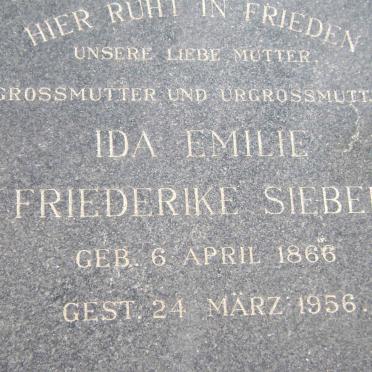 HIER RUHT IN FRIEDEN
UNSERE LIEBE MUTTER,
GROSSMUTTER UND URGROSSMUTT
IDA EMILIE
FRIEDERIKE SIEBE
GEB. 6 APRIL 1866
GEST. 24 MÄRZ 1956.